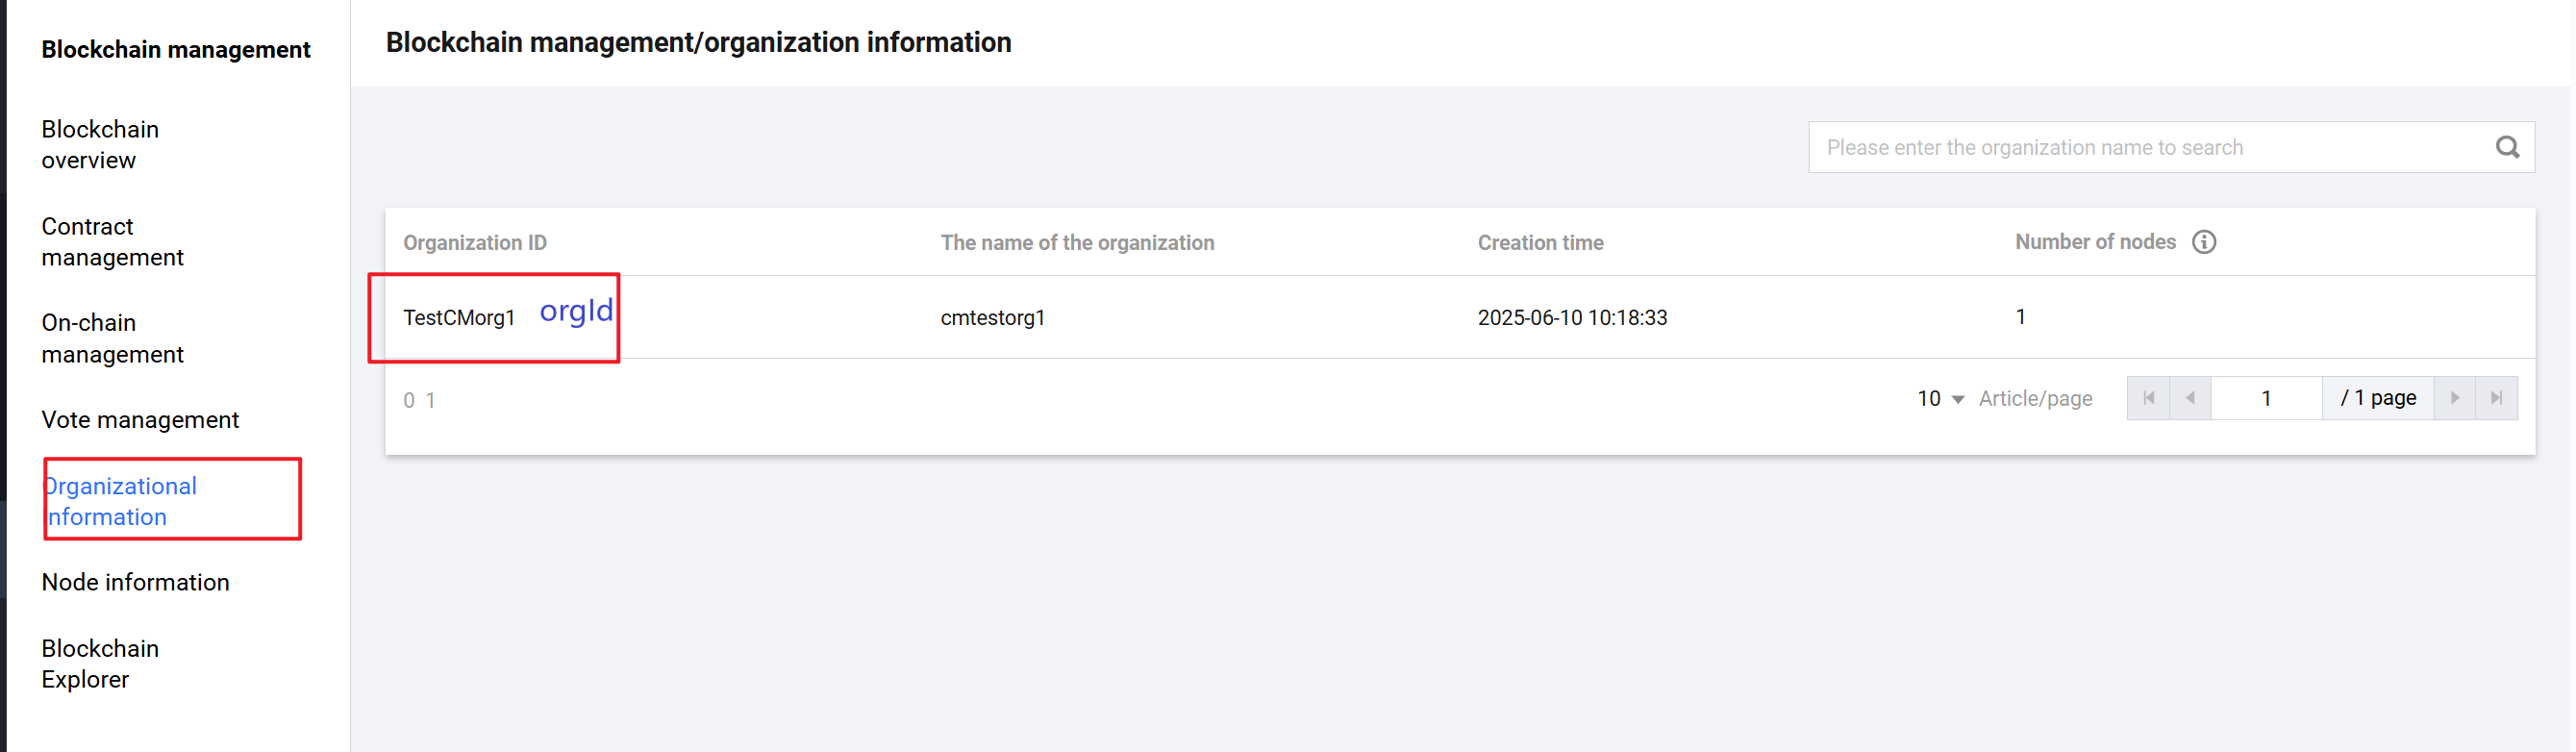 Blockchain management
Blockchain
overview
Contract
management
On-chain
management
Vote management
Organizational
information
Node information
Blockchain
Explorer
Blockchain management/organization information
Please enter the organization name to search
Organization ID The name of the organization Creation time Number of nodes
TestCMorg1 orgId cmtestorg1 2025-06-10 10:18:33 1
0 1 10 Article/page 1 / 1 page